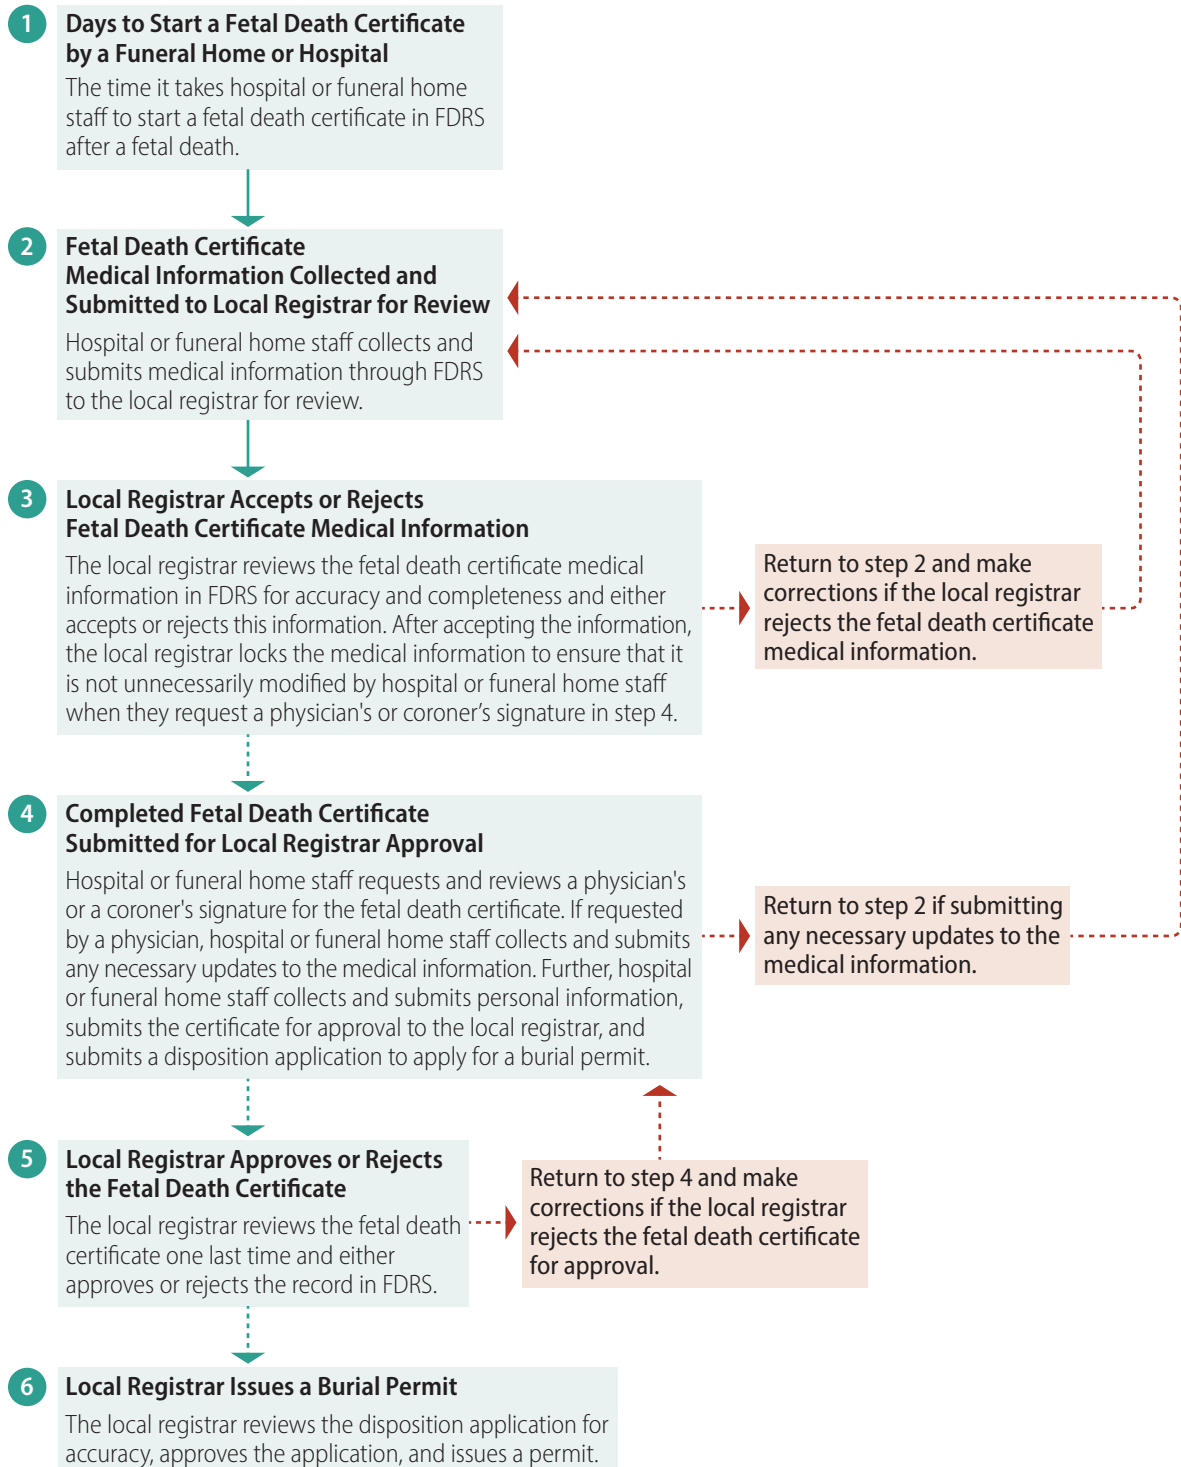 1
Days to Start a Fetal Death Certificate
by a Funeral Home or Hospital
The time it takes hospital or funeral home
staff to start a fetal death certificate in FDRS
after a fetal death.
2
Fetal Death Certificate
Medical Information Collected and
Submitted to Local Registrar for Review
Hospital or funeral home staff collects and
submits medical information through FDRS
to the local registrar for review.
3
Local Registrar Accepts or Rejects
Fetal Death Certificate Medical Information
The local registrar reviews the fetal death certificate medical
information in FDRS for accuracy and completeness and either
accepts or rejects this information. After accepting the information,
the local registrar locks the medical information to ensure that it
is not unnecessarily modified by hospital or funeral home staff
when they request a physician's or coroner’s signature in step 4.
Return to step 2 and make
corrections if the local registrar
rejects the fetal death certificate
medical information.
4
Completed Fetal Death Certificate
Submitted for Local Registrar Approval
Hospital or funeral home staff requests and reviews a physician's
or a coroner's signature for the fetal death certificate. If requested
by a physician, hospital or funeral home staff collects and submits
any necessary updates to the medical information. Further, hospital
or funeral home staff collects and submits personal information,
submits the certificate for approval to the local registrar, and
submits a disposition application to apply for a burial permit.
Return to step 2 if submitting
any necessary updates to the
medical information.
5
Local Registrar Approves or Rejects
the Fetal Death Certificate
The local registrar reviews the fetal death
certificate one last time and either
approves or rejects the record in FDRS.
Return to step 4 and make
corrections if the local registrar
rejects the fetal death certificate
for approval.
6
Local Registrar Issues a Burial Permit
The local registrar reviews the disposition application for
accuracy, approves the application, and issues a permit.